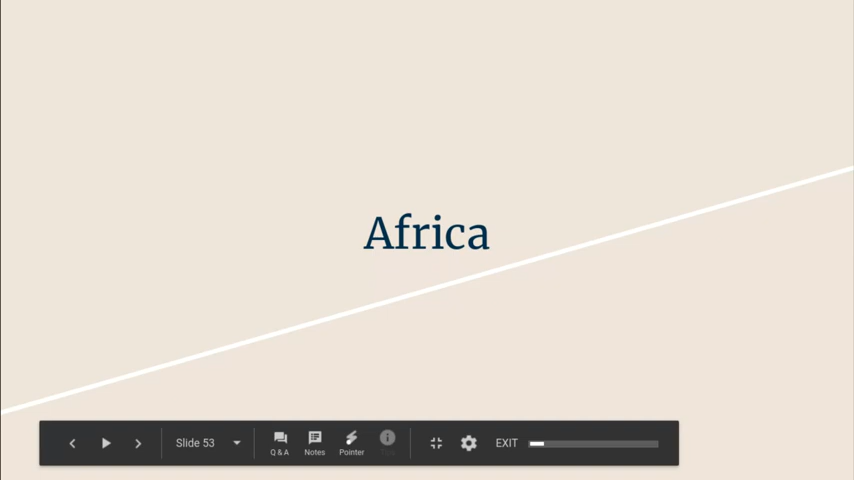 Africa
Slide 53
Q & A
Notes
Pointer
EXIT